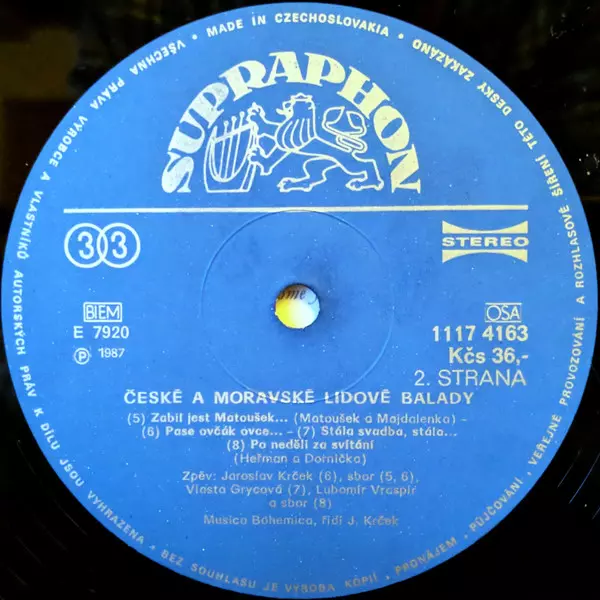 MADE IN CZECHOSLOVAKIA • VŠECHNA PRÁVA VÝROBCE A VLASTNÍKŮ AUTORSKÝCH PRÁV K DÍLU JSOU VYHRAZENA • BEZ SOUHLASU JE VÝROBA KOPIÍ, PRONÁJEM, PŮJČOVÁNÍ, VEŘEJNÉ PROVOZOVÁNÍ A ROZHLASOVÉ ŠÍŘENÍ TÉTO DESKY ZAKÁZÁNO •
SUPRAPHON
33
STEREO
BIEM
OSA
E 7920
1117 4163
Ⓟ 1987
Kčs 36,-
2. STRANA
ČESKÉ A MORAVSKÉ LIDOVÉ BALADY
(5) Zabil jest Matoušek... (Matoušek a Majdalenka) –
(6) Pase ovčák ovce... – (7) Stála svadba, stála...
(8) Po neděli za svítání
(Heřman a Dornička)
Zpěv: Jaroslav Krček (6), sbor (5, 6),
Vlasta Grycová (7), Lubomír Vraspír
a sbor (8)
Musica Bohemica, řídí J. Krček